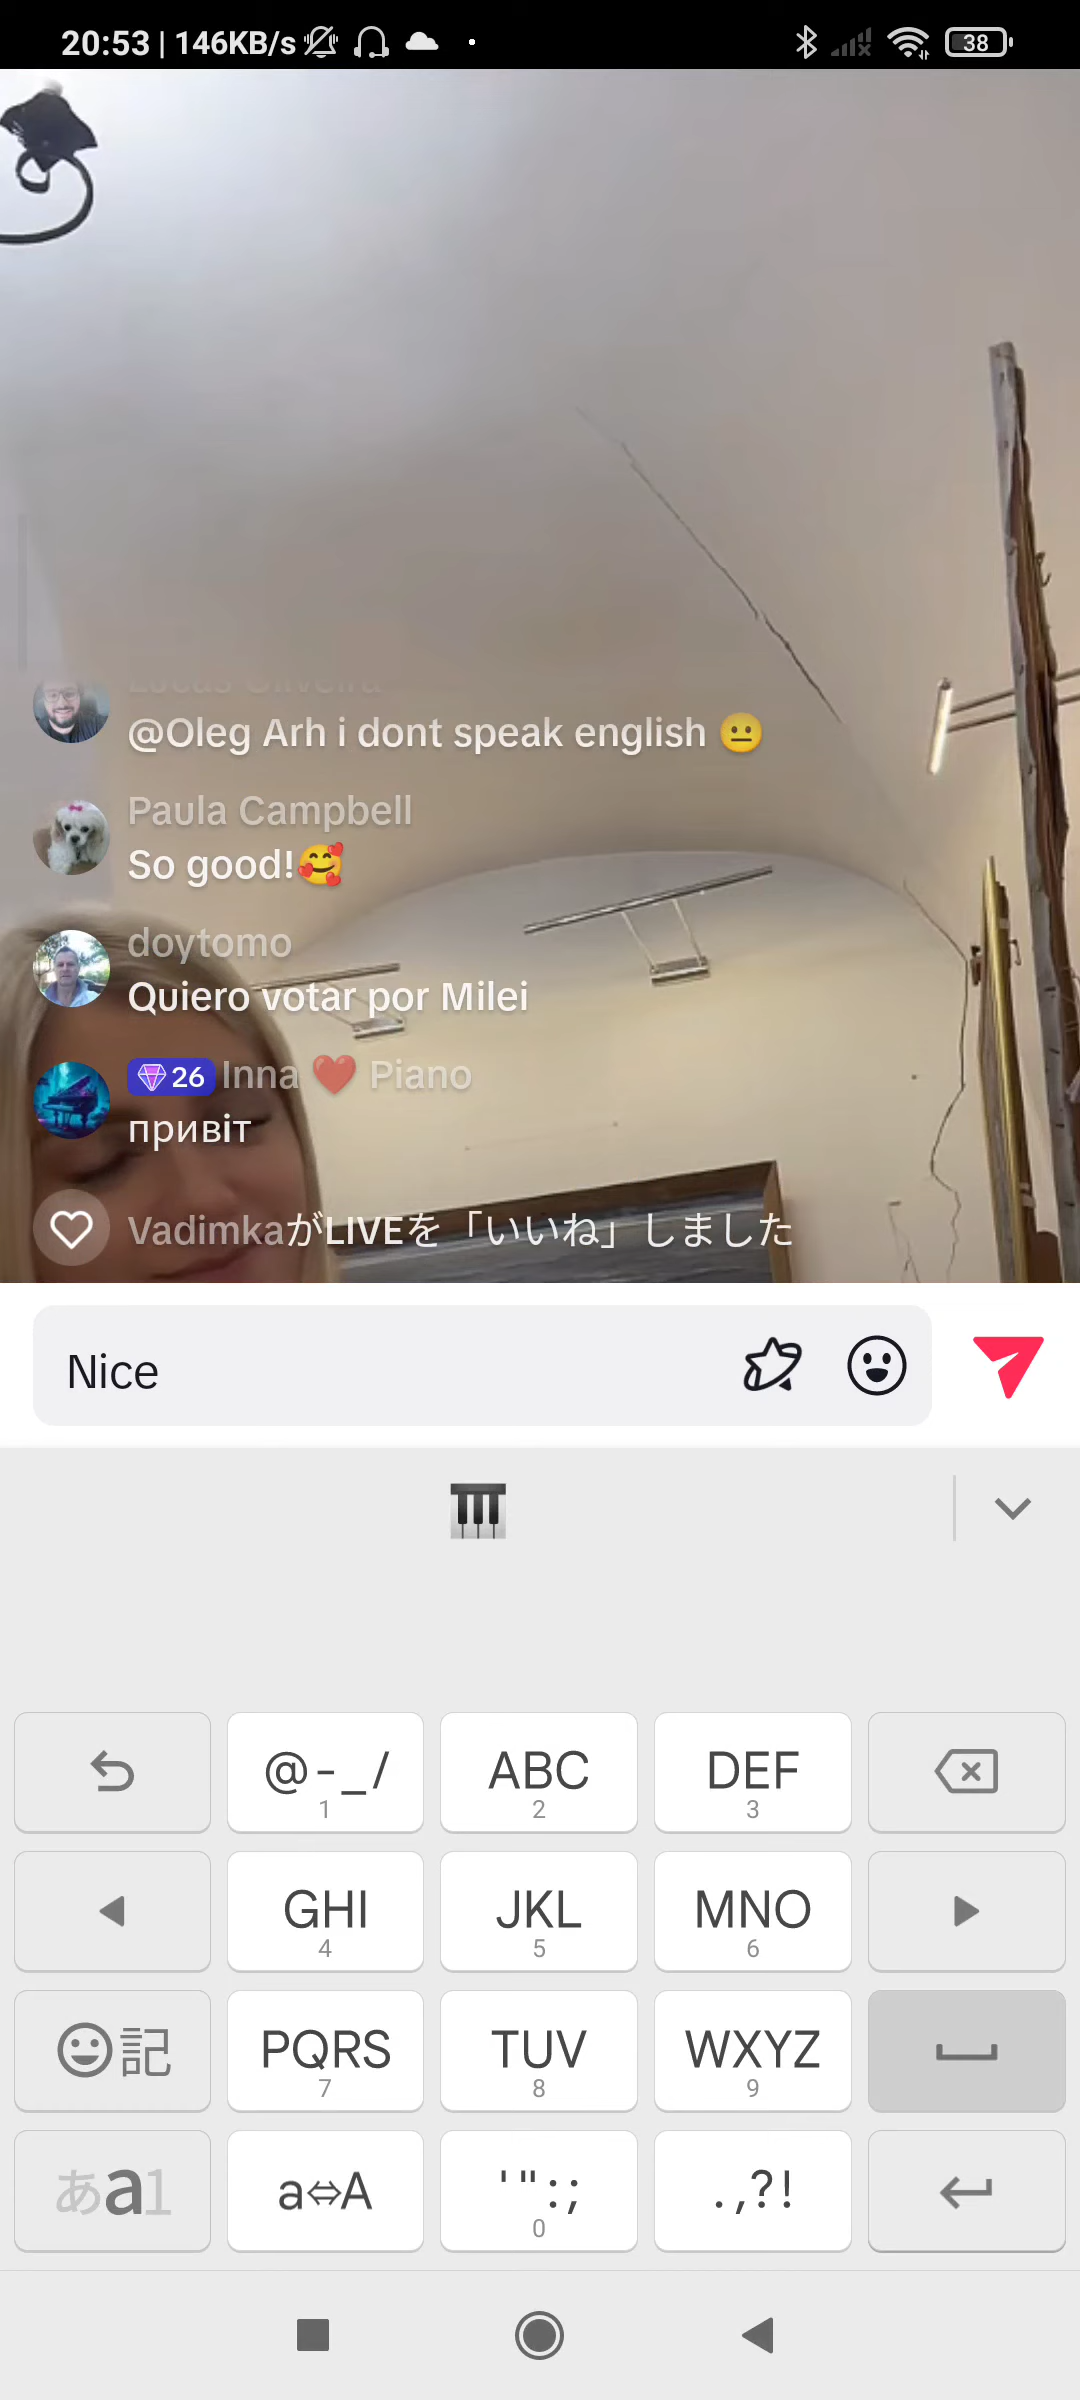 20:53 | 146KB/s
38
@Oleg Arh i dont speak english 😐
Paula Campbell
So good!🥰
doytomo
Quiero votar por Milei
26 Inna ❤️ Piano
привіт
VadimkaがLIVEを「いいね」しました
Nice
@-_/
1
ABC
2
DEF
3
GHI
4
JKL
5
MNO
6
記
PQRS
7
TUV
8
WXYZ
9
あa1
a⇔A
'":;
0
.,?!